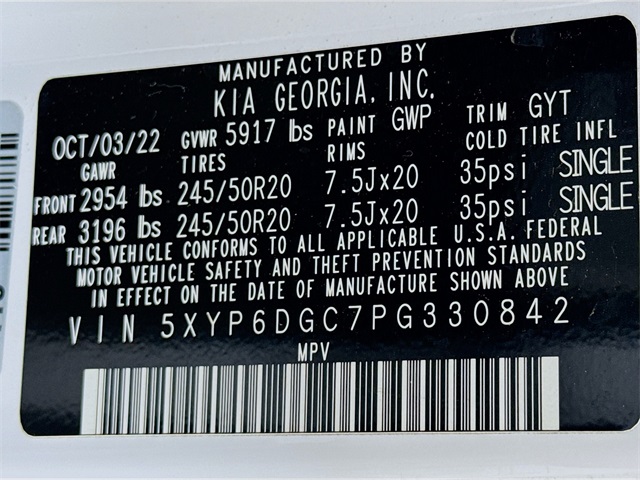 MANUFACTURED BY
KIA GEORGIA, INC.
OCT/03/22 GVWR 5917 lbs PAINT GWP TRIM GYT
GAWR TIRES RIMS COLD TIRE INFL
FRONT 2954 lbs 245/50R20 7.5Jx20 35psi SINGLE
REAR 3196 lbs 245/50R20 7.5Jx20 35psi SINGLE
THIS VEHICLE CONFORMS TO ALL APPLICABLE U.S.A. FEDERAL
MOTOR VEHICLE SAFETY AND THEFT PREVENTION STANDARDS
IN EFFECT ON THE DATE OF MANUFACTURE SHOWN ABOVE
VIN 5XYP6DGC7PG330842
MPV